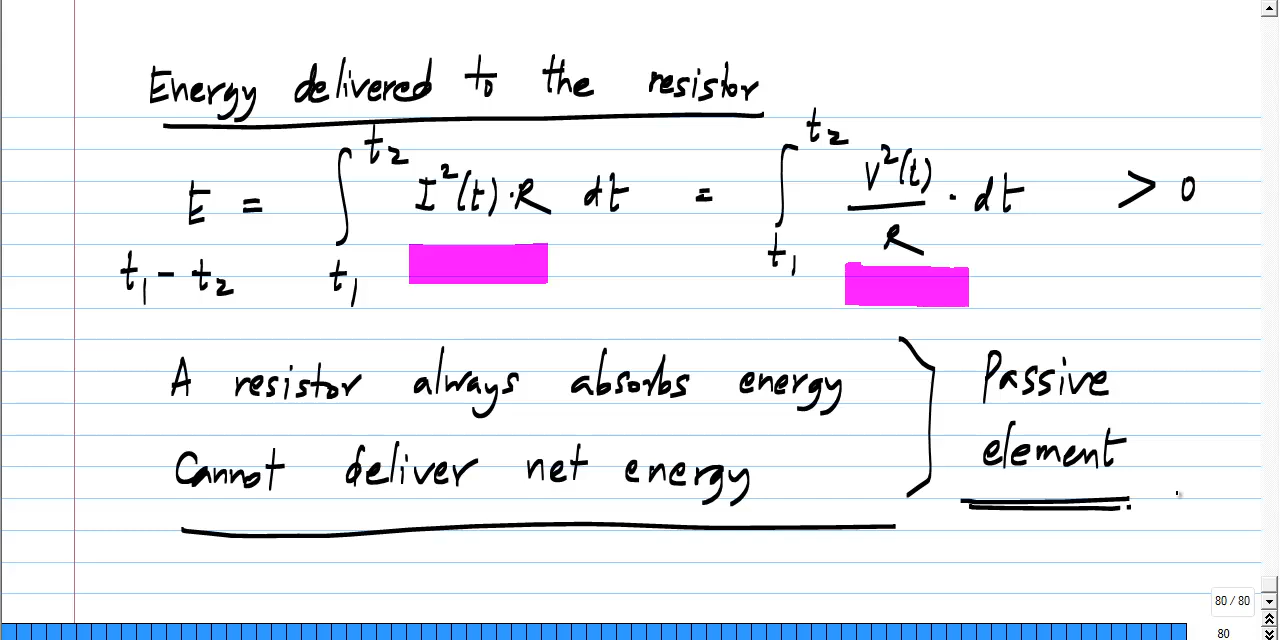 Energy delivered to the resistor
E t₁ - t₂ = ∫ t₁ t₂ I²(t)·R dt = ∫ t₁ t₂ V²(t)/R · dt > 0
A resistor always absorbs energy
Cannot deliver net energy
Passive element
80 / 80
80